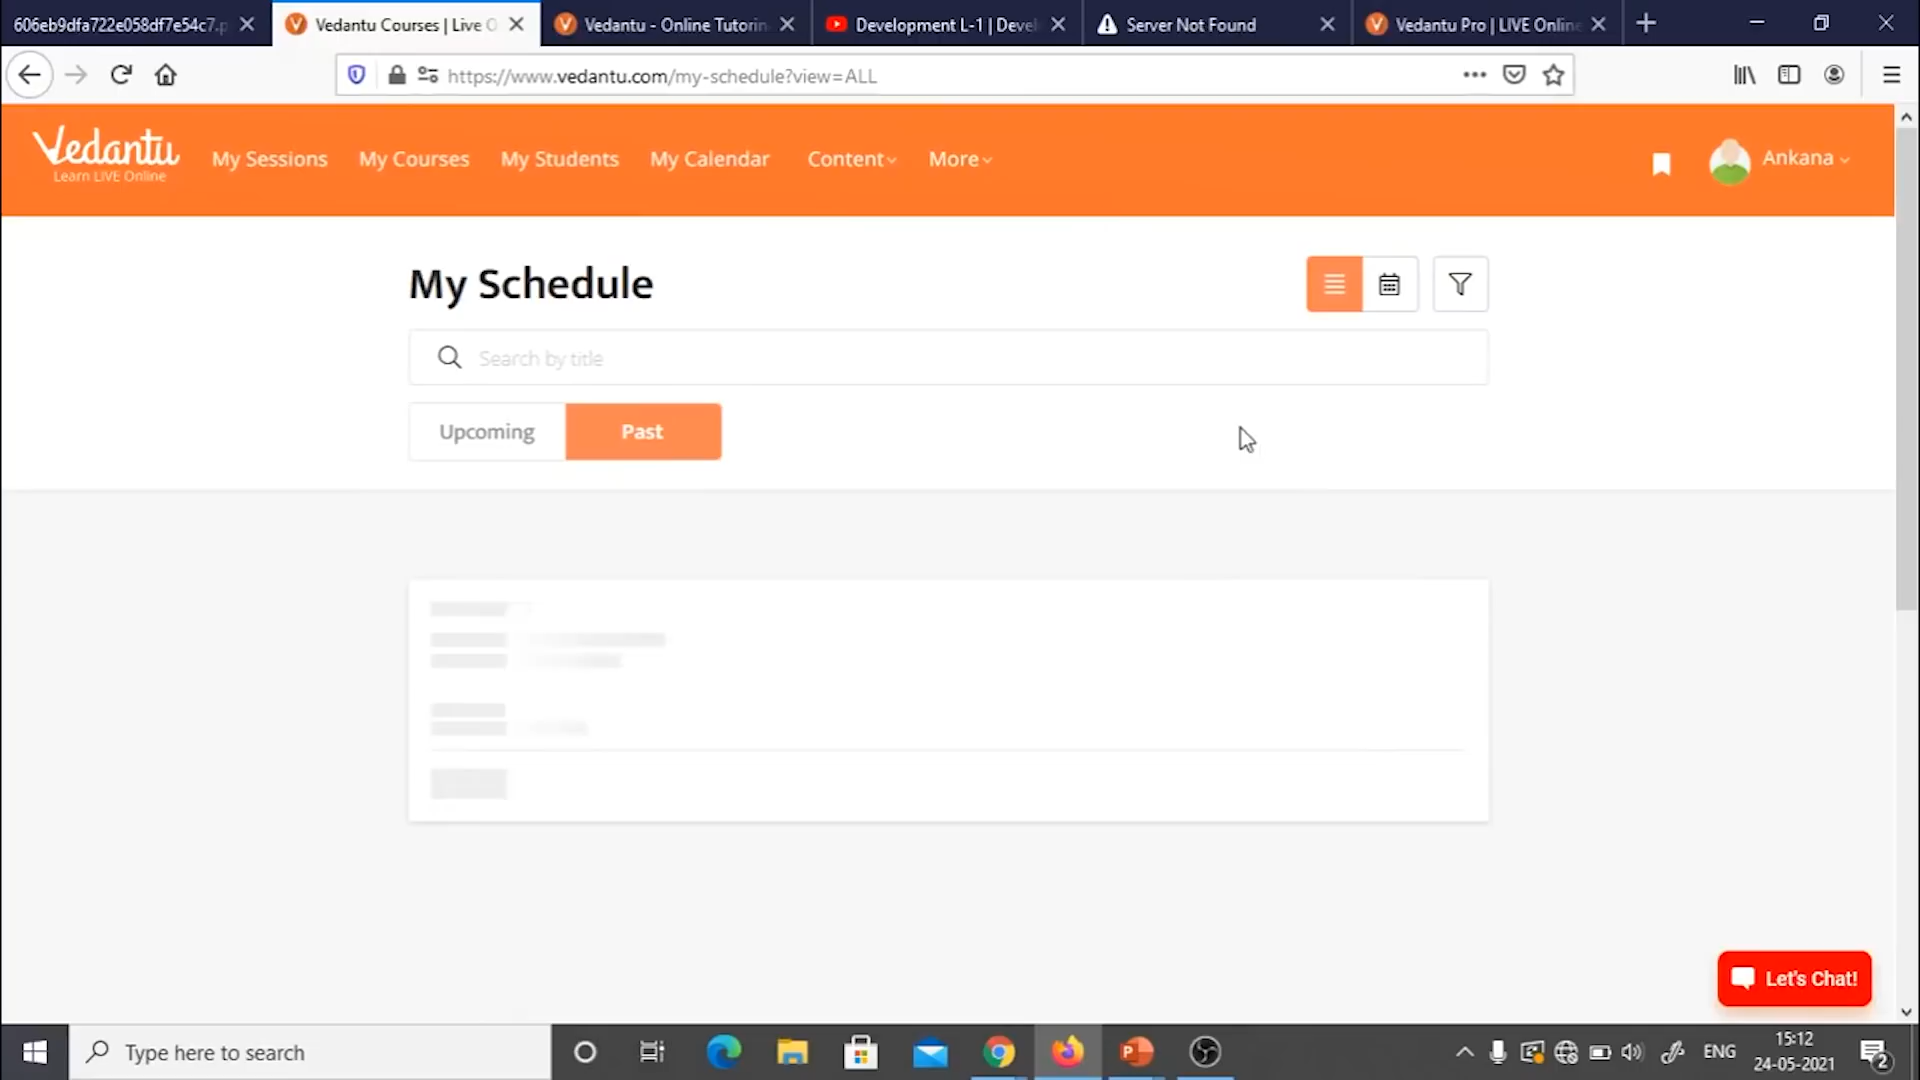 606eb9dfa722e058df7e54c7.p
Vedantu Courses | Live O
Vedantu - Online Tutorin
Development L-1 | Devel
Server Not Found
Vedantu Pro | LIVE Online
https://www.vedantu.com/my-schedule?view=ALL
Vedantu
Learn LIVE Online
My Sessions
My Courses
My Students
My Calendar
Content
More
Ankana
My Schedule
Search by title
Upcoming
Past
Let's Chat!
Type here to search
ENG
15:12
24-05-2021
2